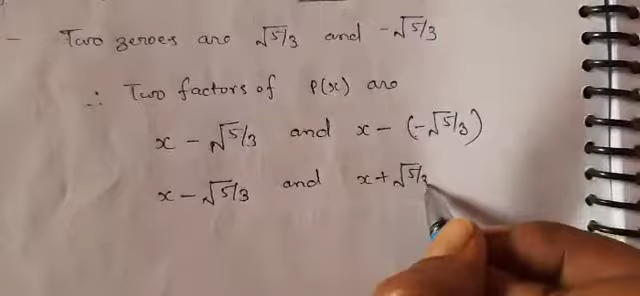 - Two zeroes are √5/3 and -√5/3
∴ Two factors of P(x) are
x - √5/3 and x - (-√5/3)
x - √5/3 and x + √5/3